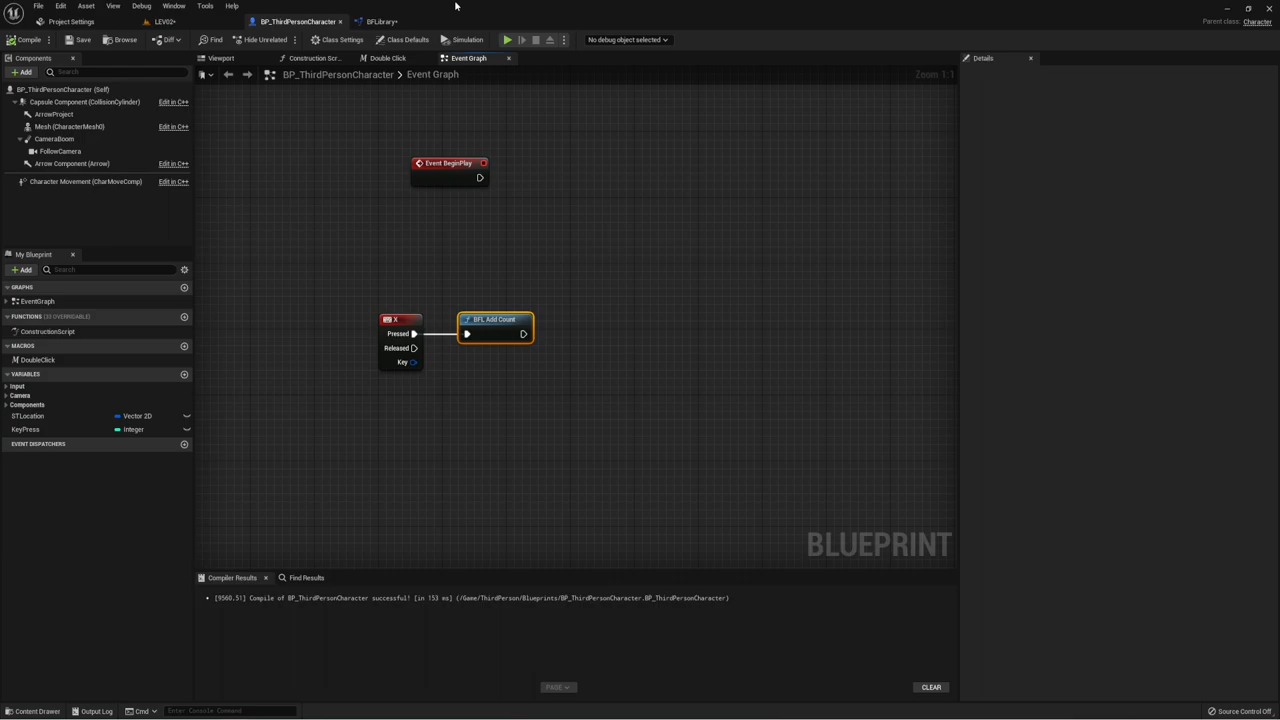 File Edit Asset View Debug Window Tools Help
Project Settings LEV02• BP_ThirdPersonCharacter BFLibrary•
Parent class: Character
Compile Save Browse Diff Find Hide Unrelated Class Settings Class Defaults Simulation No debug object selected
Components
Viewport Construction Scr... Double Click Event Graph
Details
Add Search
BP_ThirdPersonCharacter > Event Graph
Zoom 1:1
BP_ThirdPersonCharacter (Self)
Capsule Component (CollisionCylinder) Edit in C++
ArrowProject
Mesh (CharacterMesh0) Edit in C++
CameraBoom
FollowCamera
Arrow Component (Arrow) Edit in C++
Character Movement (CharMoveComp) Edit in C++
Event BeginPlay
My Blueprint
Add Search
GRAPHS
EventGraph
FUNCTIONS (33 OVERRIDABLE)
ConstructionScript
MACROS
DoubleClick
VARIABLES
Input
Camera
Components
STLocation Vector 2D
KeyPress Integer
EVENT DISPATCHERS
X
Pressed
Released
Key
BFL Add Count
BLUEPRINT
Compiler Results Find Results
[9560.51] Compile of BP_ThirdPersonCharacter successful! [in 153 ms] (/Game/ThirdPerson/Blueprints/BP_ThirdPersonCharacter.BP_ThirdPersonCharacter)
PAGE
CLEAR
Content Drawer Output Log Cmd Enter Console Command
Source Control Off